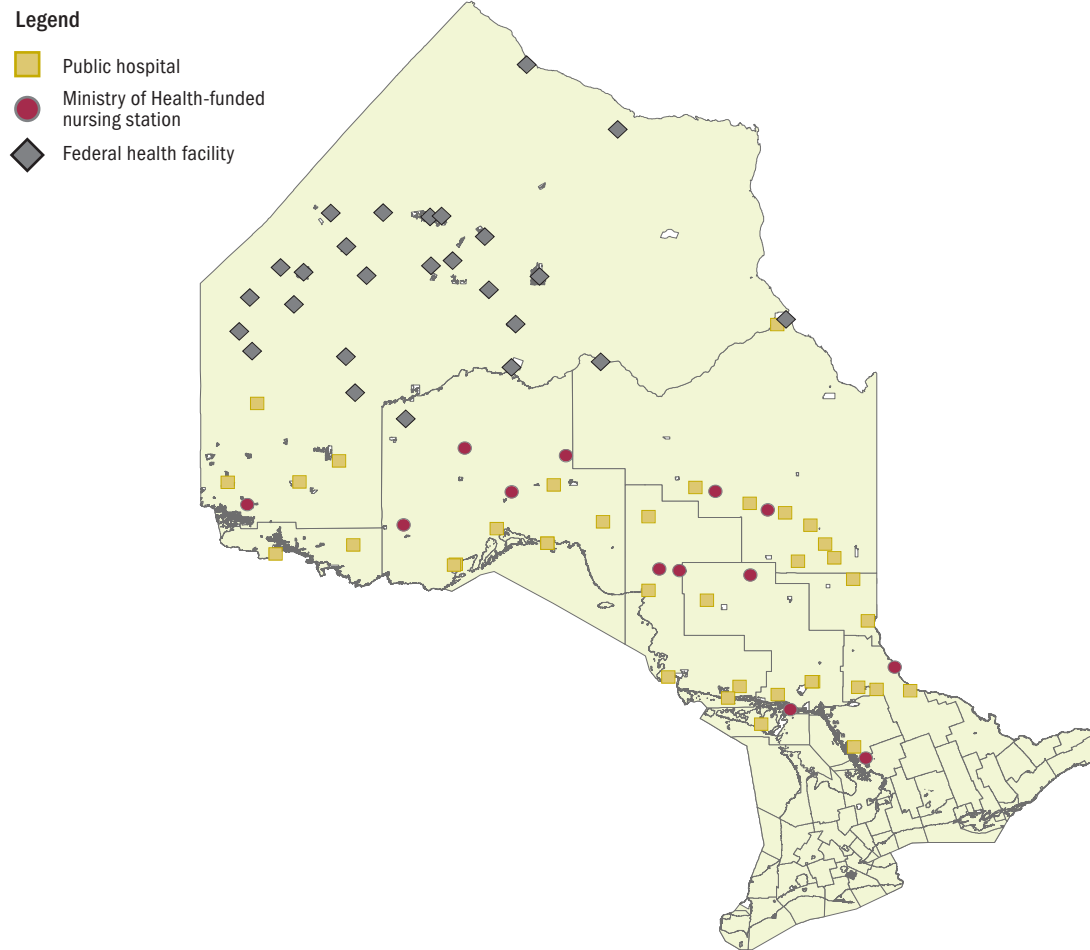 Legend
Public hospital
Ministry of Health-funded
nursing station
Federal health facility